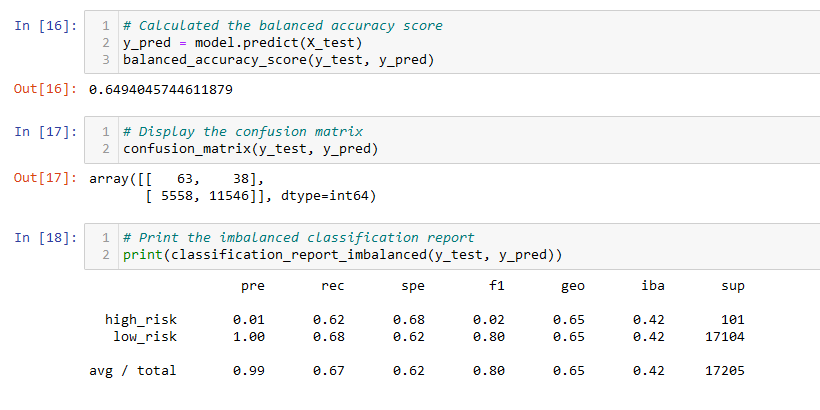 In [16]: 1 # Calculated the balanced accuracy score
2 y_pred = model.predict(X_test)
3 balanced_accuracy_score(y_test, y_pred)
Out[16]: 0.6494045744611879
In [17]: 1 # Display the confusion matrix
2 confusion_matrix(y_test, y_pred)
Out[17]: array([[   63,    38],
       [ 5558, 11546]], dtype=int64)
In [18]: 1 # Print the imbalanced classification report
2 print(classification_report_imbalanced(y_test, y_pred))
pre rec spe f1 geo iba sup
high_risk 0.01 0.62 0.68 0.02 0.65 0.42 101
low_risk 1.00 0.68 0.62 0.80 0.65 0.42 17104
avg / total 0.99 0.67 0.62 0.80 0.65 0.42 17205